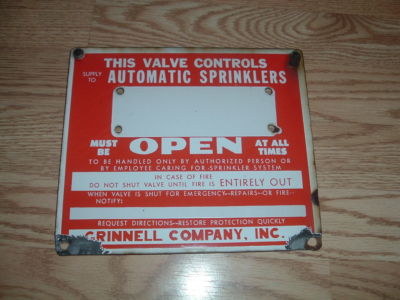 THIS VALVE CONTROLS
SUPPLY TO AUTOMATIC SPRINKLERS
MUST BE OPEN AT ALL TIMES
TO BE HANDLED ONLY BY AUTHORIZED PERSON OR
BY EMPLOYEE CARING FOR SPRINKLER SYSTEM
IN CASE OF FIRE
DO NOT SHUT VALVE UNTIL FIRE IS ENTIRELY OUT
WHEN VALVE IS SHUT FOR EMERGENCY-REPAIRS-OR FIRE-
NOTIFY:
REQUEST DIRECTIONS-RESTORE PROTECTION QUICKLY
GRINNELL COMPANY, INC.